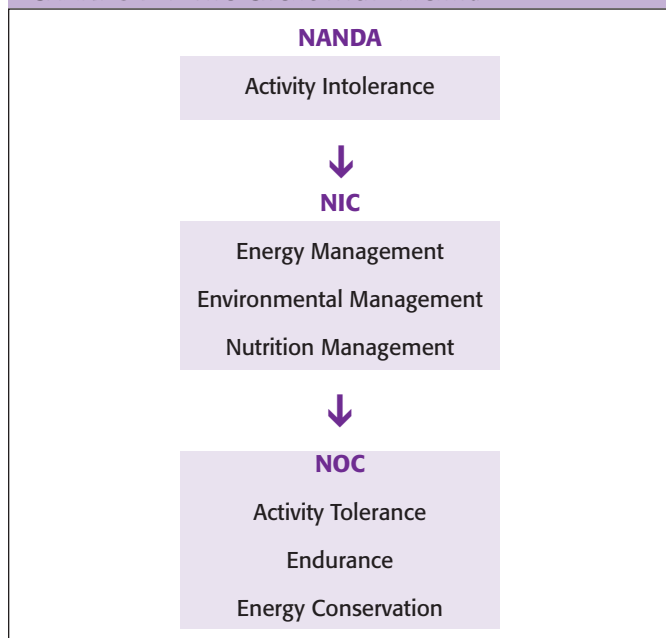 NANDA
Activity Intolerance
NIC
Energy Management
Environmental Management
Nutrition Management
NOC
Activity Tolerance
Endurance
Energy Conservation